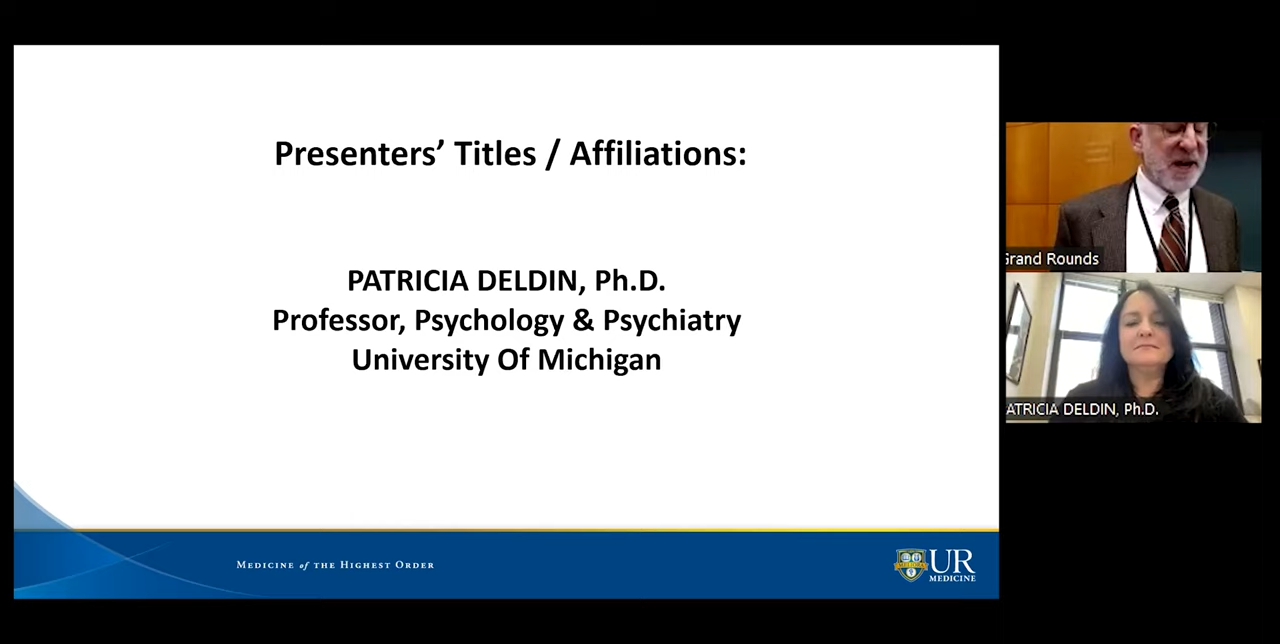 Presenters’ Titles / Affiliations:
PATRICIA DELDIN, Ph.D.
Professor, Psychology & Psychiatry
University Of Michigan
MEDICINE of THE HIGHEST ORDER
MELIORA
UR
MEDICINE
Grand Rounds
ATRICIA DELDIN, Ph.D.